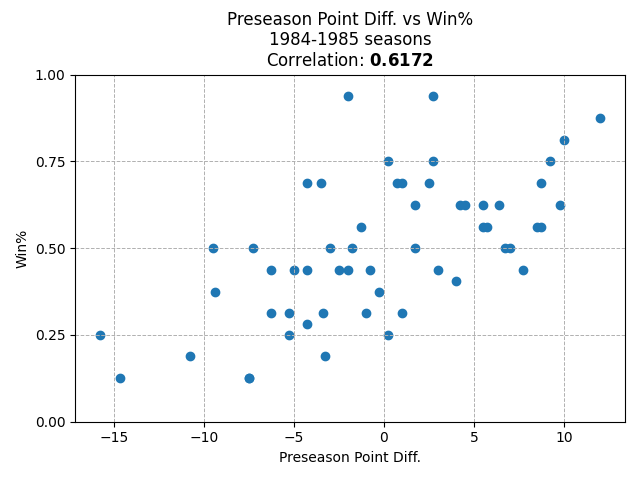 Preseason Point Diff. vs Win%
1984-1985 seasons
Correlation: 0.6172
1.00
0.75
0.50
0.25
0.00
Win%
−15 −10 −5 0 5 10
Preseason Point Diff.